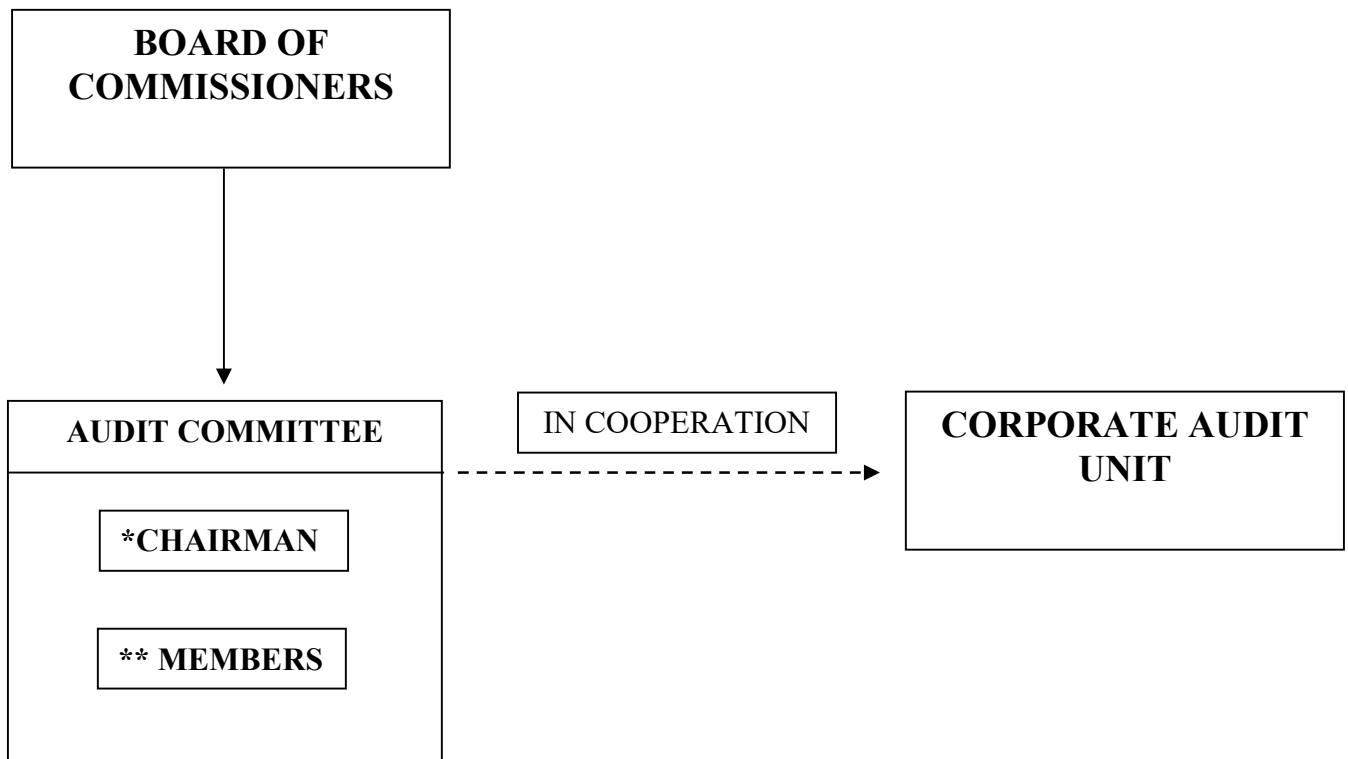 BOARD OF
COMMISSIONERS
AUDIT COMMITTEE
*CHAIRMAN
** MEMBERS
IN COOPERATION
CORPORATE AUDIT
UNIT